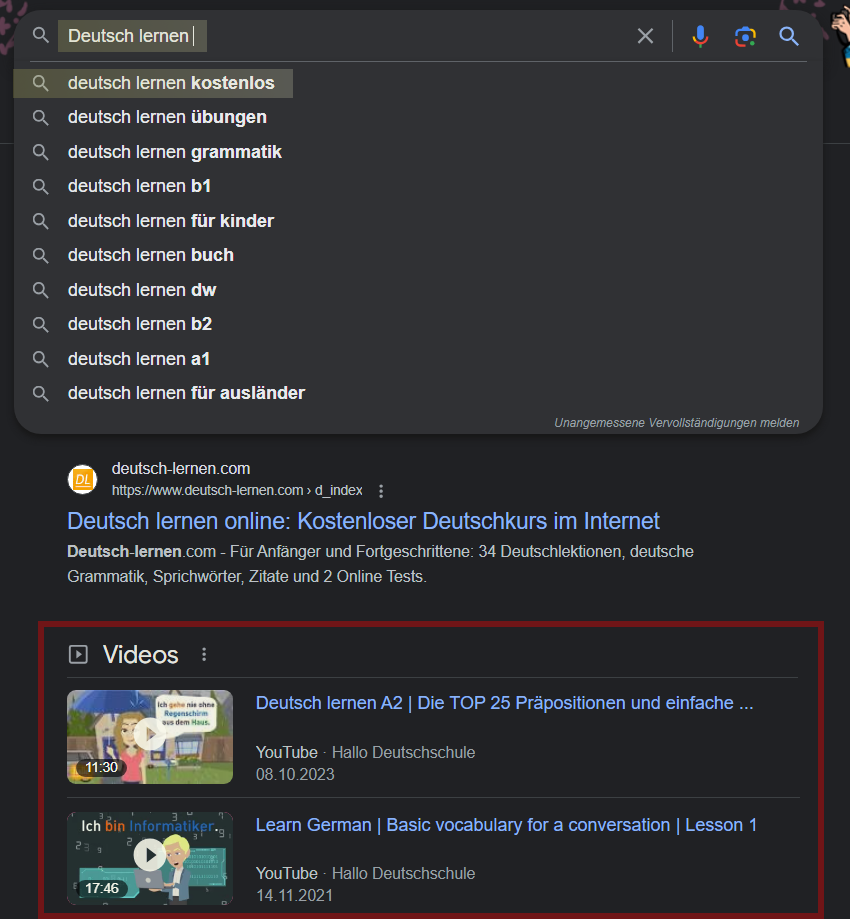 Deutsch lernen
deutsch lernen kostenlos
deutsch lernen übungen
deutsch lernen grammatik
deutsch lernen b1
deutsch lernen für kinder
deutsch lernen buch
deutsch lernen dw
deutsch lernen b2
deutsch lernen a1
deutsch lernen für ausländer
Unangemessene Vervollständigungen melden
DL
deutsch-lernen.com
https://www.deutsch-lernen.com › d_index
Deutsch lernen online: Kostenloser Deutschkurs im Internet
Deutsch-lernen.com - Für Anfänger und Fortgeschrittene: 34 Deutschlektionen, deutsche
Grammatik, Sprichwörter, Zitate und 2 Online Tests.
Videos
Ich gehe nie ohne
Regenschirm
aus dem Haus.
11:30
Deutsch lernen A2 | Die TOP 25 Präpositionen und einfache ...
YouTube · Hallo Deutschschule
08.10.2023
Ich bin Informatiker.
17:46
Learn German | Basic vocabulary for a conversation | Lesson 1
YouTube · Hallo Deutschschule
14.11.2021